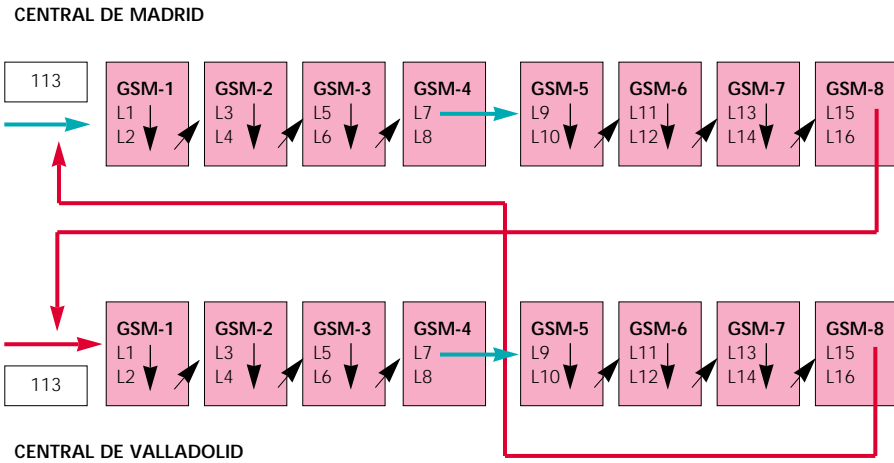 CENTRAL DE MADRID
113
GSM-1 GSM-2 GSM-3 GSM-4 GSM-5 GSM-6 GSM-7 GSM-8
L1 L3 L5 L7 L9 L11 L13 L15
L2 L4 L6 L8 L10 L12 L14 L16
GSM-1 GSM-2 GSM-3 GSM-4 GSM-5 GSM-6 GSM-7 GSM-8
L1 L3 L5 L7 L9 L11 L13 L15
L2 L4 L6 L8 L10 L12 L14 L16
113
CENTRAL DE VALLADOLID